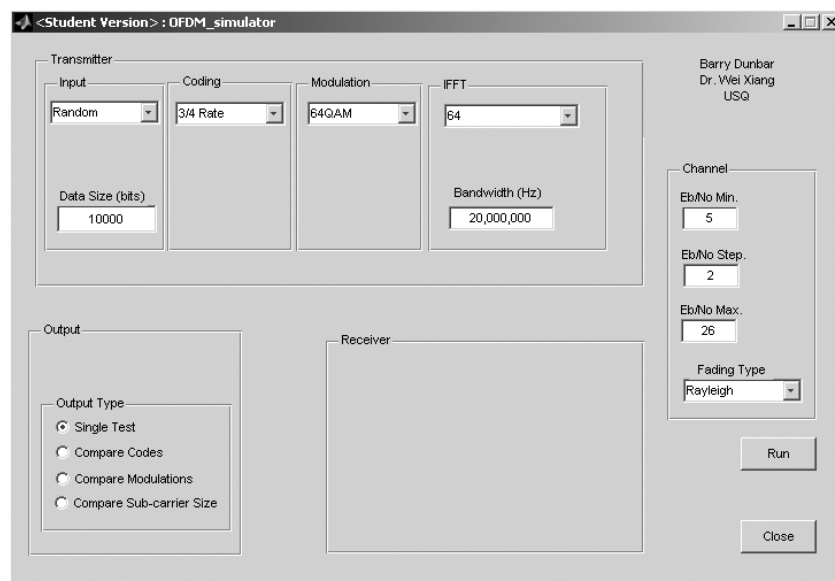 <Student Version> : OFDM_simulator
Transmitter
Input
Random
Data Size (bits)
10000
Coding
3/4 Rate
Modulation
64QAM
IFFT
64
Bandwidth (Hz)
20,000,000
Barry Dunbar
Dr. Wei Xiang
USQ
Channel
Eb/No Min.
5
Eb/No Step.
2
Eb/No Max.
26
Fading Type
Rayleigh
Output
Output Type
Single Test
Compare Codes
Compare Modulations
Compare Sub-carrier Size
Receiver
Run
Close